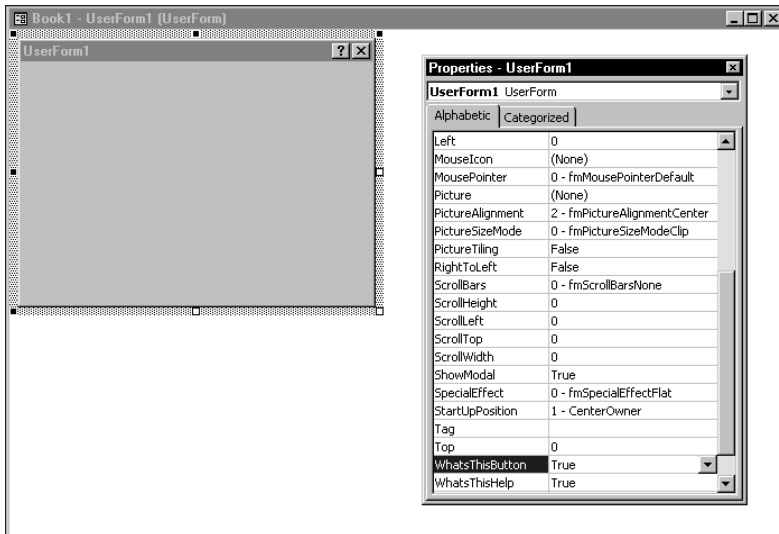 Book1 - UserForm1 (UserForm)
UserForm1
?
Properties - UserForm1
UserForm1 UserForm
Alphabetic Categorized
Left 0
MouseIcon (None)
MousePointer 0 - fmMousePointerDefault
Picture (None)
PictureAlignment 2 - fmPictureAlignmentCenter
PictureSizeMode 0 - fmPictureSizeModeClip
PictureTiling False
RightToLeft False
ScrollBars 0 - fmScrollBarsNone
ScrollHeight 0
ScrollLeft 0
ScrollTop 0
ScrollWidth 0
ShowModal True
SpecialEffect 0 - fmSpecialEffectFlat
StartUpPosition 1 - CenterOwner
Tag
Top 0
WhatsThisButton True
WhatsThisHelp True